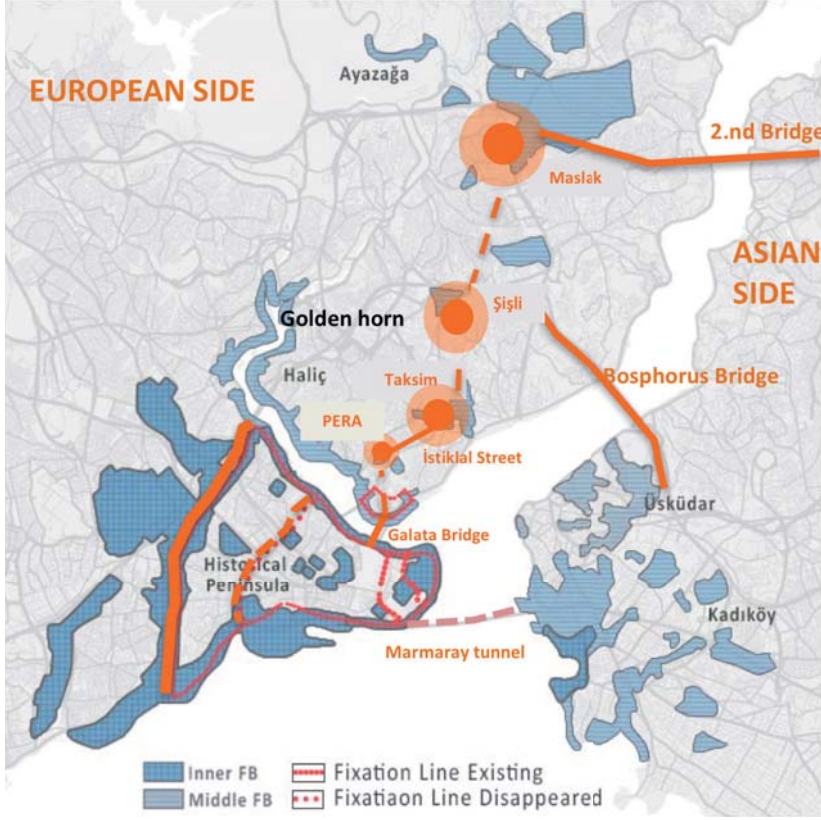 Ayazağa
EUROPEAN SIDE
2.nd Bridge
Maslak
ASIAN
SIDE
Şişli
Golden horn
Haliç
Taksim
Bosphorus Bridge
PERA
İstiklal Street
Üsküdar
Galata Bridge
Historical
Peninsula
Kadıköy
Marmaray tunnel
Inner FB
Fixation Line Existing
Middle FB
Fixatiaon Line Disappeared